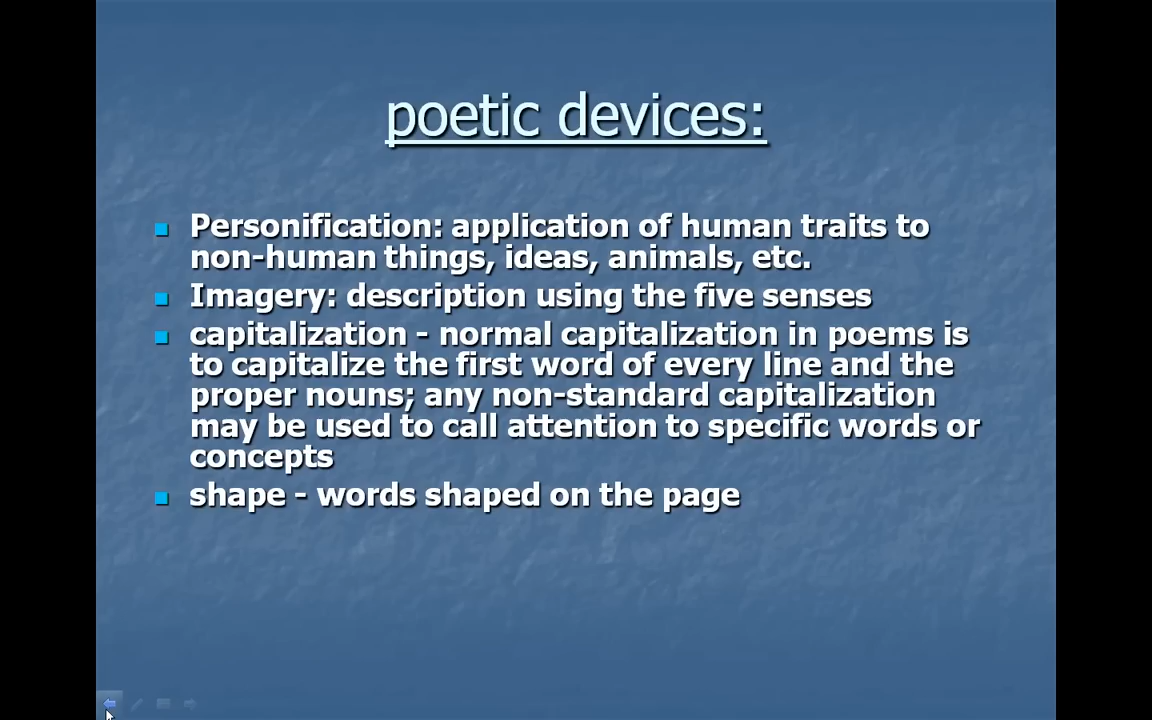 poetic devices:
Personification: application of human traits to
non-human things, ideas, animals, etc.
Imagery: description using the five senses
capitalization - normal capitalization in poems is
to capitalize the first word of every line and the
proper nouns; any non-standard capitalization
may be used to call attention to specific words or
concepts
shape - words shaped on the page